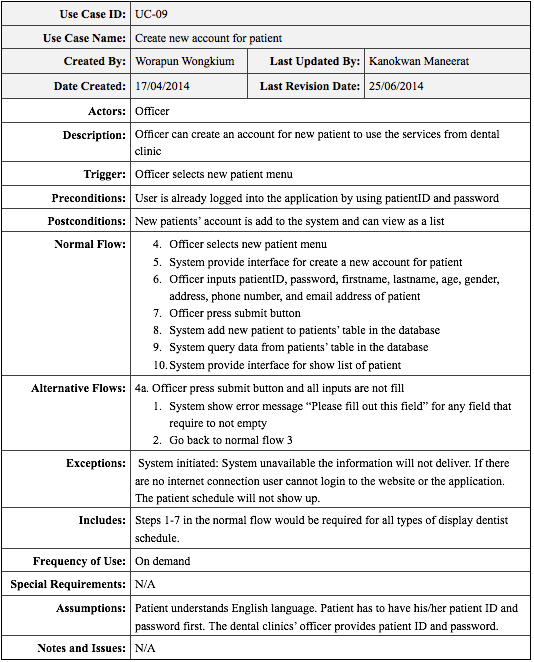 Use Case ID: UC-09
Use Case Name: Create new account for patient
Created By: Worapun Wongkium Last Updated By: Kanokwan Maneerat
Date Created: 17/04/2014 Last Revision Date: 25/06/2014
Actors: Officer
Description: Officer can create an account for new patient to use the services from dental
clinic
Trigger: Officer selects new patient menu
Preconditions: User is already logged into the application by using patientID and password
Postconditions: New patients’ account is add to the system and can view as a list
Normal Flow: 4. Officer selects new patient menu
5. System provide interface for create a new account for patient
6. Officer inputs patientID, password, firstname, lastname, age, gender,
address, phone number, and email address of patient
7. Officer press submit button
8. System add new patient to patients’ table in the database
9. System query data from patients’ table in the database
10. System provide interface for show list of patient
Alternative Flows: 4a. Officer press submit button and all inputs are not fill
1. System show error message “Please fill out this field” for any field that
require to not empty
2. Go back to normal flow 3
Exceptions: System initiated: System unavailable the information will not deliver. If there
are no internet connection user cannot login to the website or the application.
The patient schedule will not show up.
Includes: Steps 1-7 in the normal flow would be required for all types of display dentist
schedule.
Frequency of Use: On demand
Special Requirements: N/A
Assumptions: Patient understands English language. Patient has to have his/her patient ID and
password first. The dental clinics’ officer provides patient ID and password.
Notes and Issues: N/A